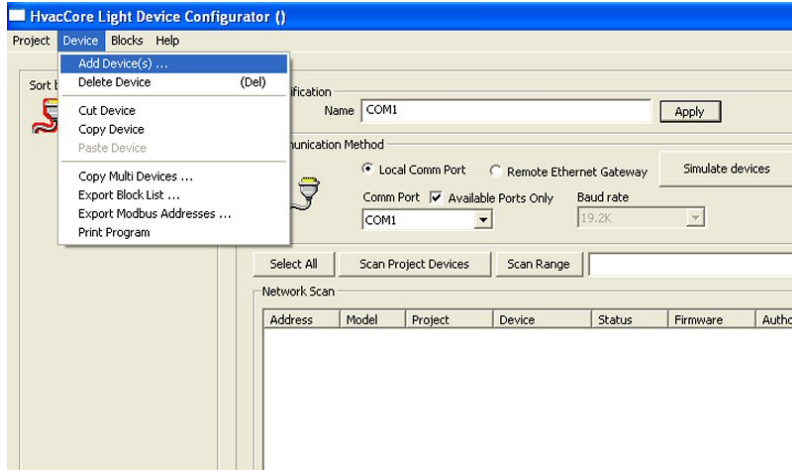 HvacCore Light Device Configurator ()
Project Device Blocks Help
Add Device(s) ...
Delete Device (Del)
Cut Device
Copy Device
Paste Device
Copy Multi Devices ...
Export Block List ...
Export Modbus Addresses ...
Print Program
Sort b
ification
Name COM1 Apply
unication Method
Local Comm Port Remote Ethernet Gateway Simulate devices
Comm Port Available Ports Only Baud rate
COM1 19.2K
Select All Scan Project Devices Scan Range
Network Scan
Address Model Project Device Status Firmware Autho